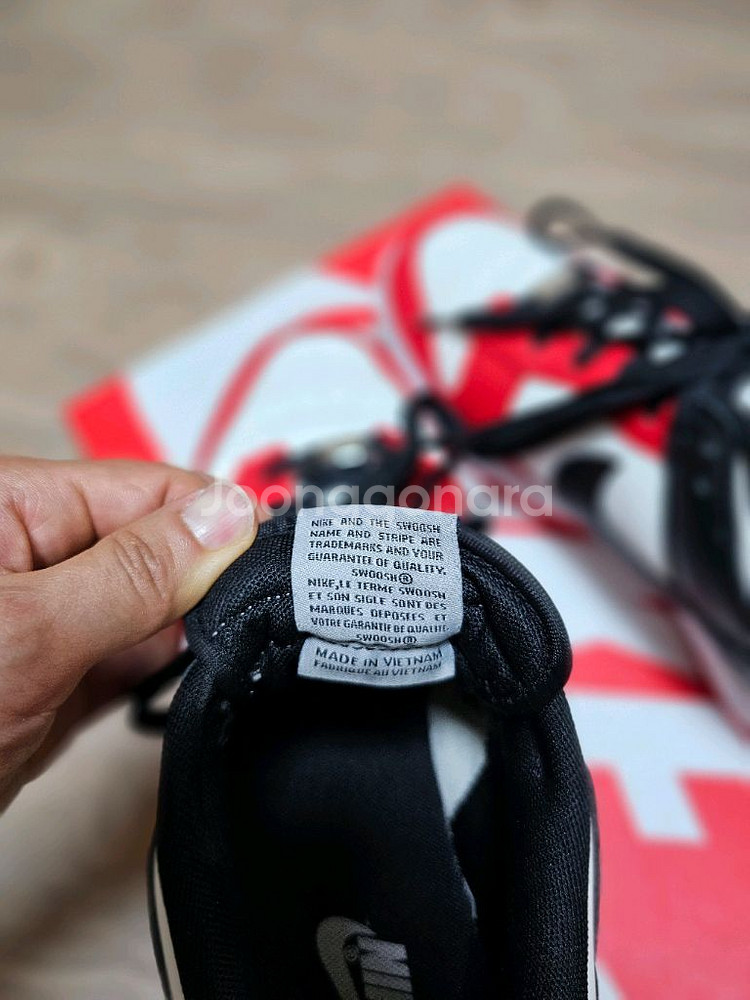 Joonggonara
NIKE AND THE SWOOSH
NAME AND STRIPE ARE
TRADEMARKS AND YOUR
GUARANTEE OF QUALITY.
SWOOSH®
NIKE, LE TERME SWOOSH
ET SON SIGLE SONT DES
MARQUES DEPOSEES ET
VOTRE GARANTIE DE QUALITE
SWOOSH®
MADE IN VIETNAM
FABRIQUE AU VIETNAM